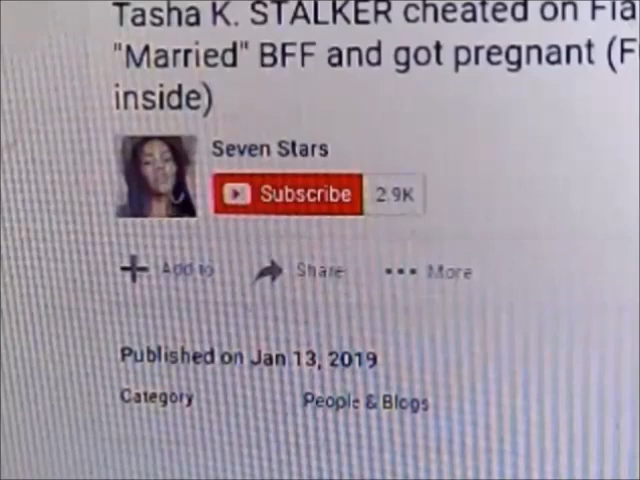 Tasha K. STALKER cheated on
"Married" BFF and got pregnant
inside)
Seven Stars
Subscribe 2.9K
Add to Share More
Published on Jan 13, 2019
Category People & Blogs